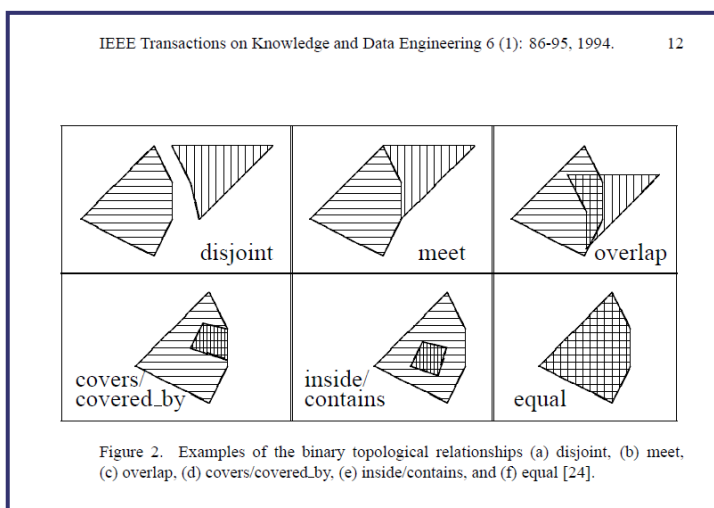 IEEE Transactions on Knowledge and Data Engineering 6 (1): 86-95, 1994. 12
disjoint
meet
overlap
covers/
covered_by
inside/
contains
equal
Figure 2. Examples of the binary topological relationships (a) disjoint, (b) meet,
(c) overlap, (d) covers/covered_by, (e) inside/contains, and (f) equal [24].